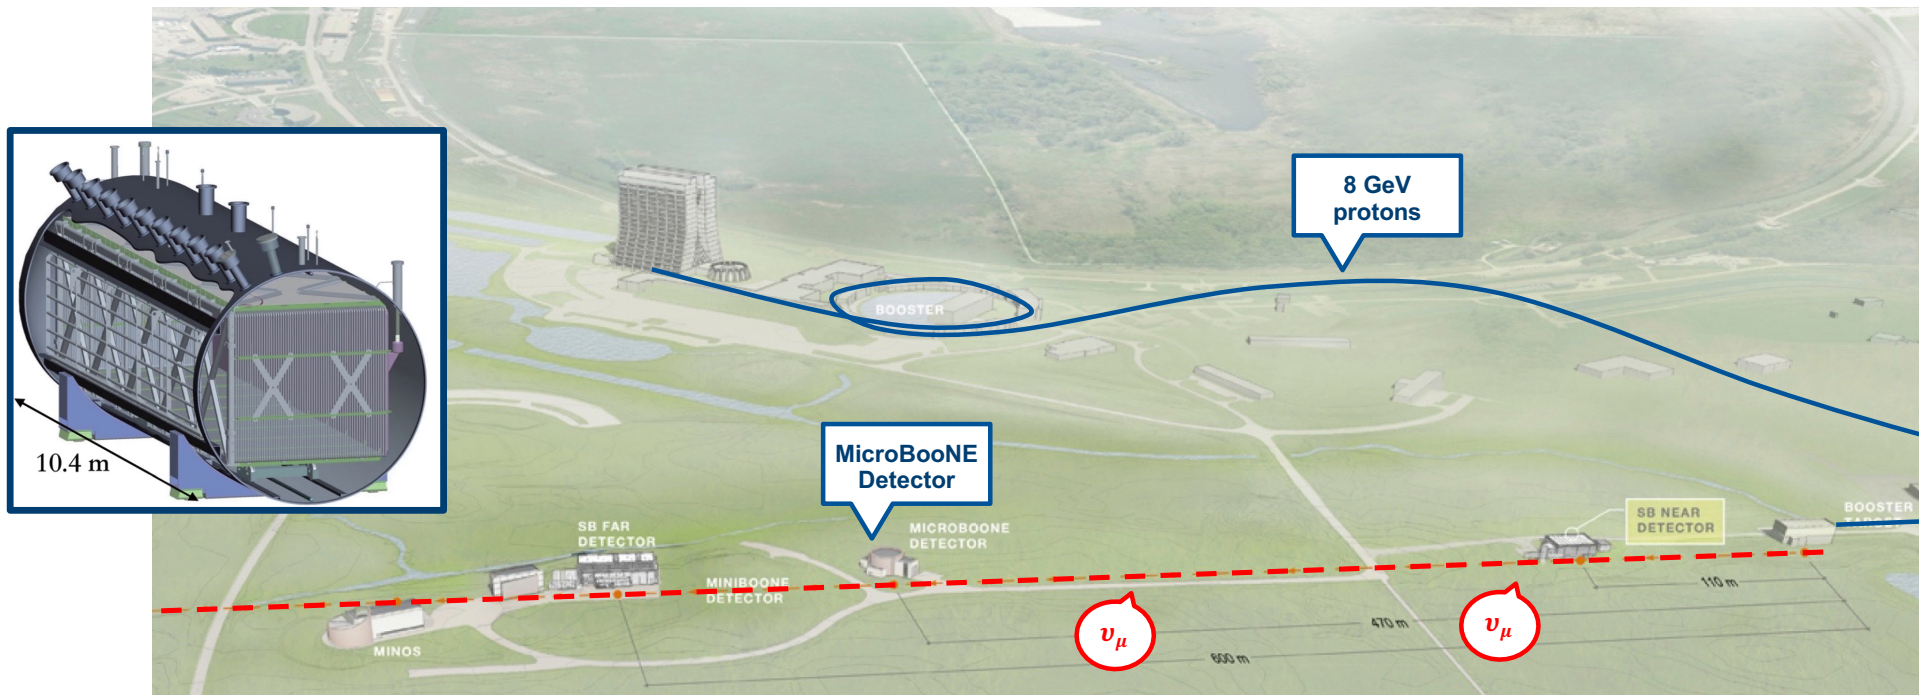 8 GeV
protons
BOOSTER
10.4 m
MicroBooNE
Detector
SB FAR
DETECTOR
MICROBOONE
DETECTOR
MINIBOONE
DETECTOR
MINOS
SB NEAR
DETECTOR
BOOSTER
TARGET
110 m
470 m
600 m
υμ
υμ